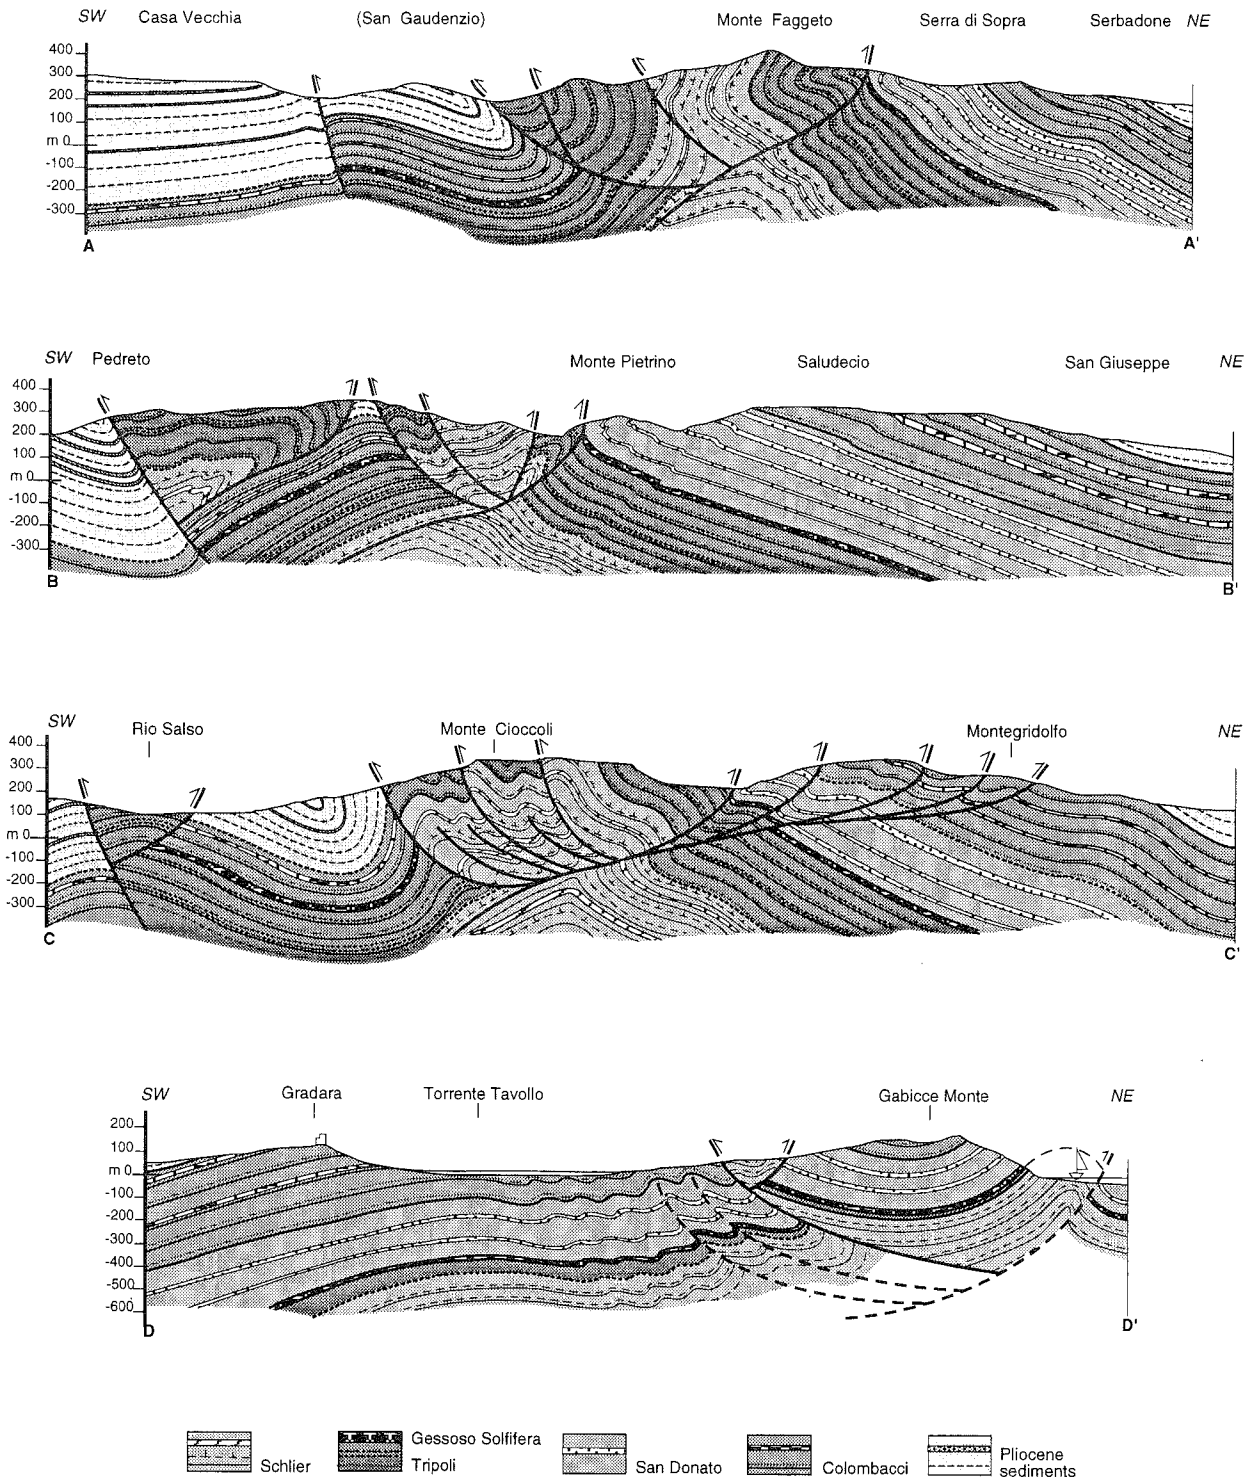 SW Casa Vecchia (San Gaudenzio) Monte Faggeto Serra di Sopra Serbadone NE
400
300
200
100
m 0
-100
-200
-300
A A'
SW Pedreto Monte Pietrino Saludecio San Giuseppe NE
400
300
200
100
m 0
-100
-200
-300
B B'
SW Rio Salso Monte Cioccoli Montegridolfo NE
400
300
200
100
m 0
-100
-200
-300
C C'
SW Gradara Torrente Tavollo Gabicce Monte NE
200
100
m 0
-100
-200
-300
-400
-500
-600
D D'
Schlier
Gessoso Solfifera
Tripoli
San Donato
Colombacci
Pliocene
sediments